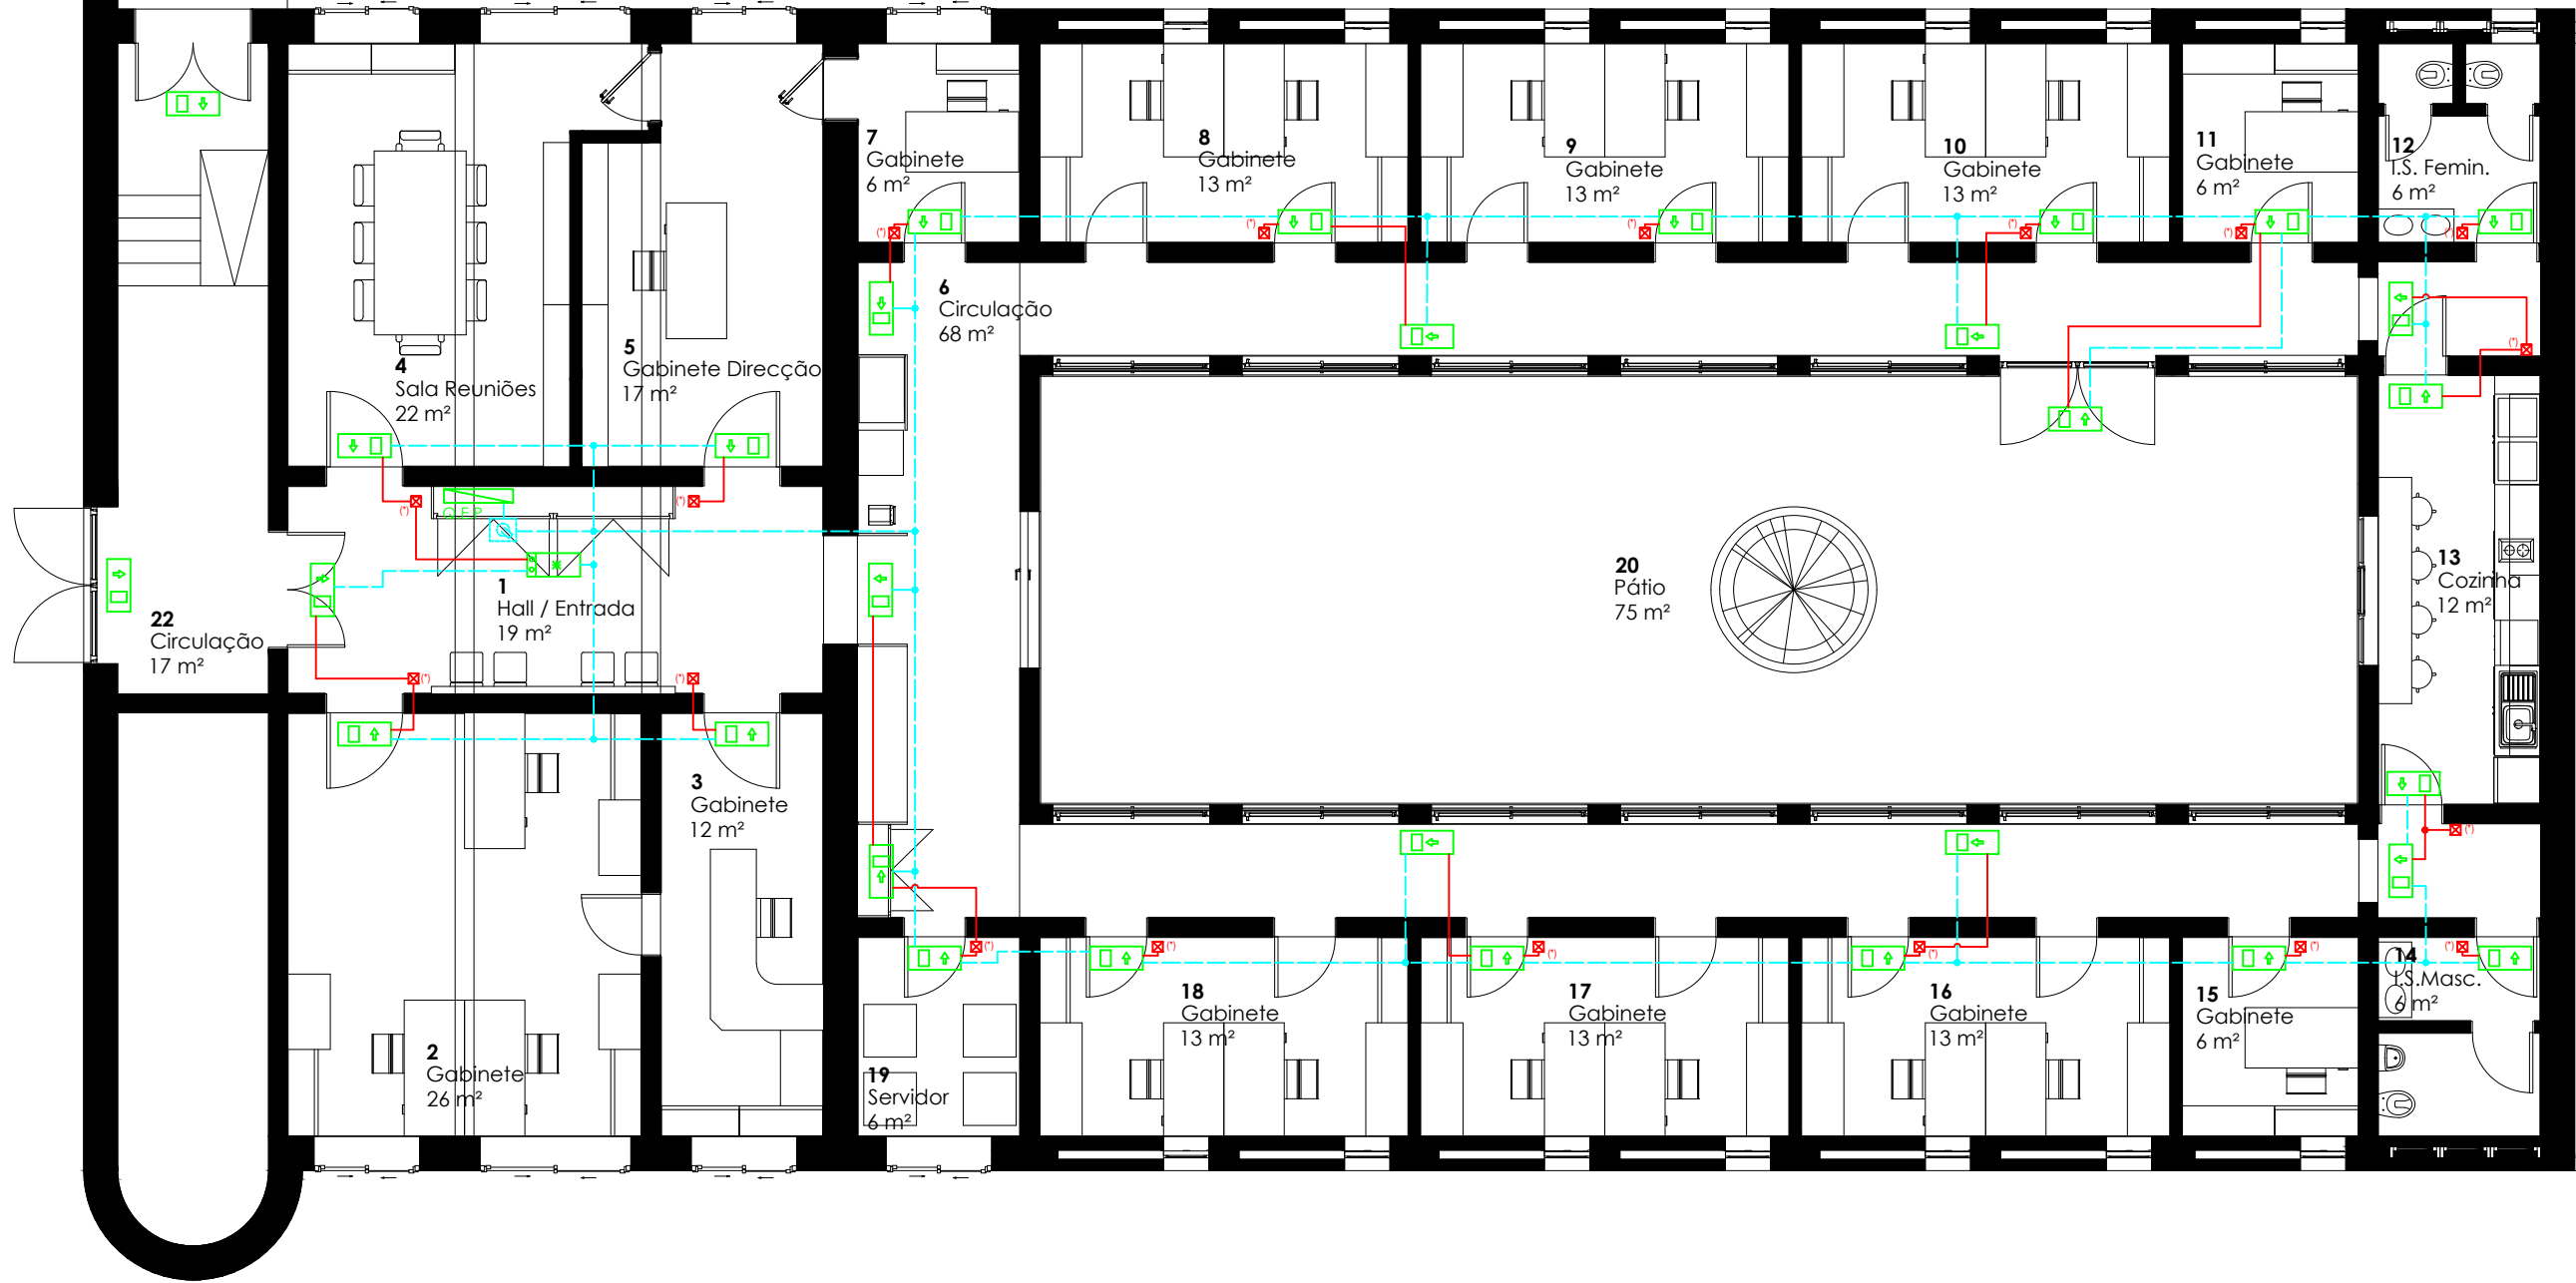 7
Gabinete
6 m²
8
Gabinete
13 m²
9
Gabinete
13 m²
10
Gabinete
13 m²
11
Gabinete
6 m²
12
I.S. Femin.
6 m²
(*)
(*)
(*)
(*)
(*)
(*)
6
Circulação
68 m²
(*)
4
Sala Reuniões
22 m²
5
Gabinete Direcção
17 m²
(*)
(*)
Q.E.P.
1
Hall / Entrada
19 m²
22
Circulação
17 m²
20
Pátio
75 m²
13
Cozinha
12 m²
(*)
(*)
3
Gabinete
12 m²
(*)
(*)
(*)
(*)
(*)
(*)
(*)
2
Gabinete
26 m²
19
Servidor
6 m²
18
Gabinete
13 m²
17
Gabinete
13 m²
16
Gabinete
13 m²
15
Gabinete
6 m²
14
I.S.Masc.
6 m²